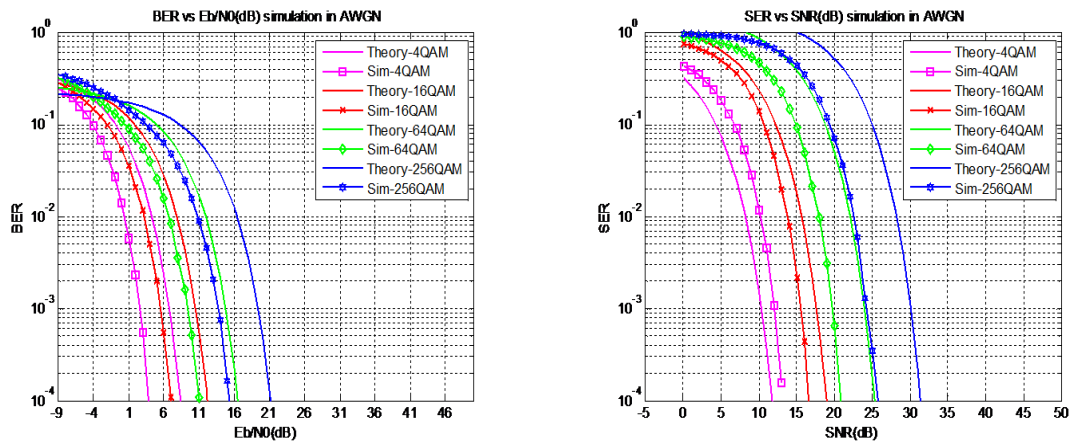 BER vs Eb/N0(dB) simulation in AWGN
BER
10^0
10^-1
10^-2
10^-3
10^-4
Theory-4QAM
Sim-4QAM
Theory-16QAM
Sim-16QAM
Theory-64QAM
Sim-64QAM
Theory-256QAM
Sim-256QAM
-9 -4 1 6 11 16 21 26 31 36 41 46
Eb/N0(dB)
SER vs SNR(dB) simulation in AWGN
SER
10^0
10^-1
10^-2
10^-3
10^-4
Theory-4QAM
Sim-4QAM
Theory-16QAM
Sim-16QAM
Theory-64QAM
Sim-64QAM
Theory-256QAM
Sim-256QAM
-5 0 5 10 15 20 25 30 35 40 45 50
SNR(dB)